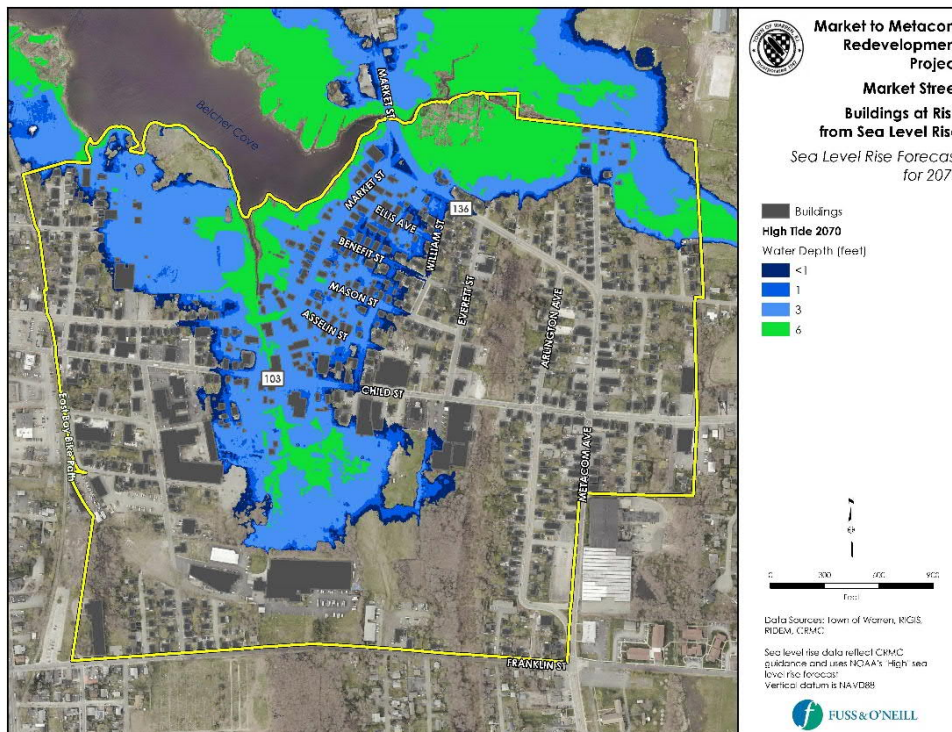 TOWN OF WARREN, RI
Market to Metacom
Redevelopmen
Projec
Market Stree
Buildings at Ris
from Sea Level Rise
Sea Level Rise Forecas
for 207
Buildings
High Tide 2070
Water Depth (feet)
<1
1
3
6
0 300 600 900
Feet
Data Sources: Town of Warren, RIGIS,
RIDEM, CRMC
Sea level rise data reflect CRMC
guidance and uses NOAA's 'High' sea
level rise forecast
Vertical datum is NAVD88
FUSS & O'NEILL
Belcher Cove
MARKET ST
MARKET ST
ELLIS AVE
136
BENEFIT ST
WILLIAM ST
MASON ST
EVERETT ST
ASSELIN ST
ARLINGTON AVE
103
CHILD ST
East Bay Bike Path
METACOM AVE
FRANKLIN ST